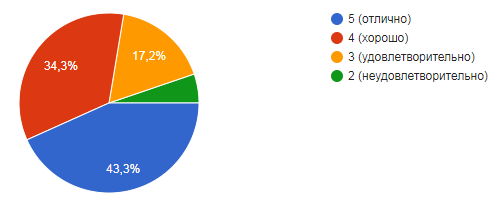 34,3%
17,2%
43,3%
5 (отлично)
4 (хорошо)
3 (удовлетворительно)
2 (неудовлетворительно)